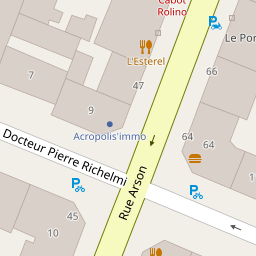 Cabot
Rolino
Le Por
L'Esterel
7
66
47
9
Acropolis'immo
64
64
Docteur Pierre Richelmi
Rue Arson
45
10